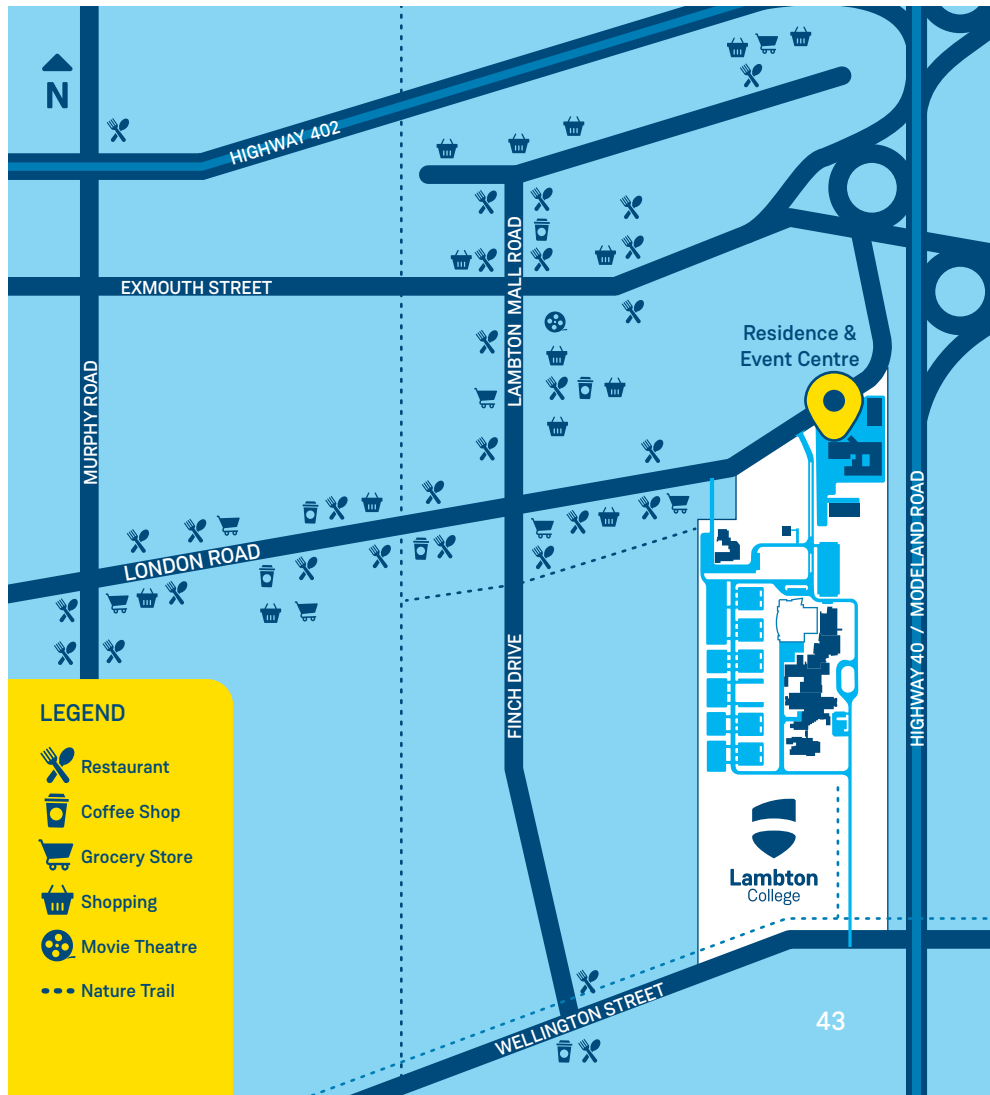 N
HIGHWAY 402
EXMOUTH STREET
LAMBTON MALL ROAD
MURPHY ROAD
Residence &
Event Centre
LONDON ROAD
HIGHWAY 40 / MODELAND ROAD
FINCH DRIVE
LEGEND
Restaurant
Coffee Shop
Grocery Store
Shopping
Movie Theatre
Nature Trail
Lambton
College
WELLINGTON STREET
43